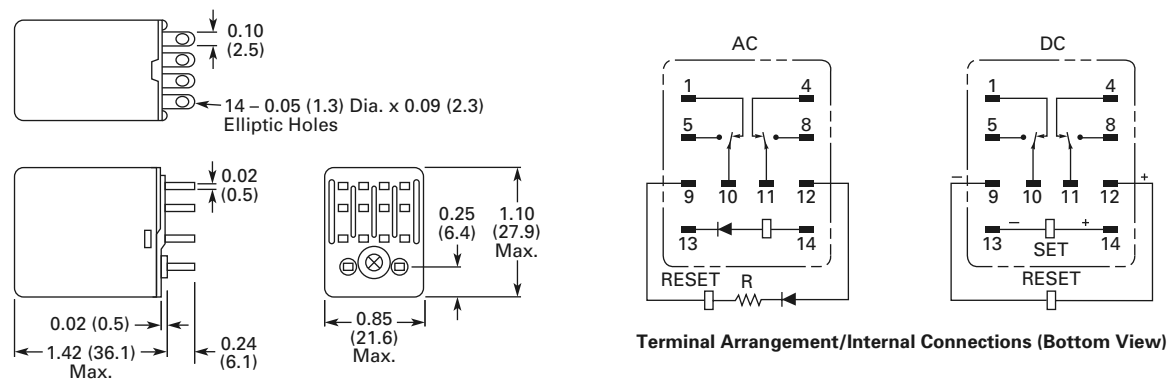 0.10
(2.5)
14 – 0.05 (1.3) Dia. x 0.09 (2.3)
Elliptic Holes
0.02
(0.5)
0.02 (0.5)
1.42 (36.1)
Max.
0.24
(6.1)
0.25
(6.4)
1.10
(27.9)
Max.
0.85
(21.6)
Max.
AC
1 4
5 8
9 10 11 12
13 14
RESET R
DC
1 4
5 8
– +
9 10 11 12
– +
13 14
SET
RESET
Terminal Arrangement/Internal Connections (Bottom View)